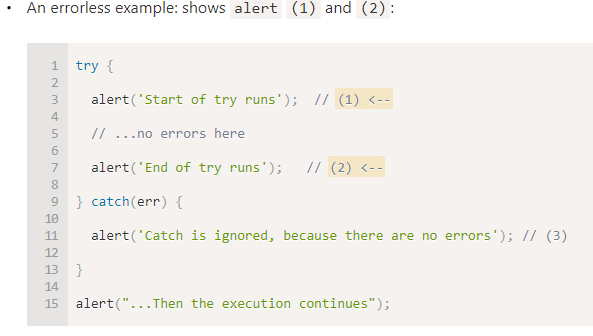 • An errorless example: shows alert (1) and (2):
1 try {
2
3 alert('Start of try runs'); // (1) <--
4
5 // ...no errors here
6
7 alert('End of try runs'); // (2) <--
8
9 } catch(err) {
10
11 alert('Catch is ignored, because there are no errors'); // (3)
12
13 }
14
15 alert("...Then the execution continues");